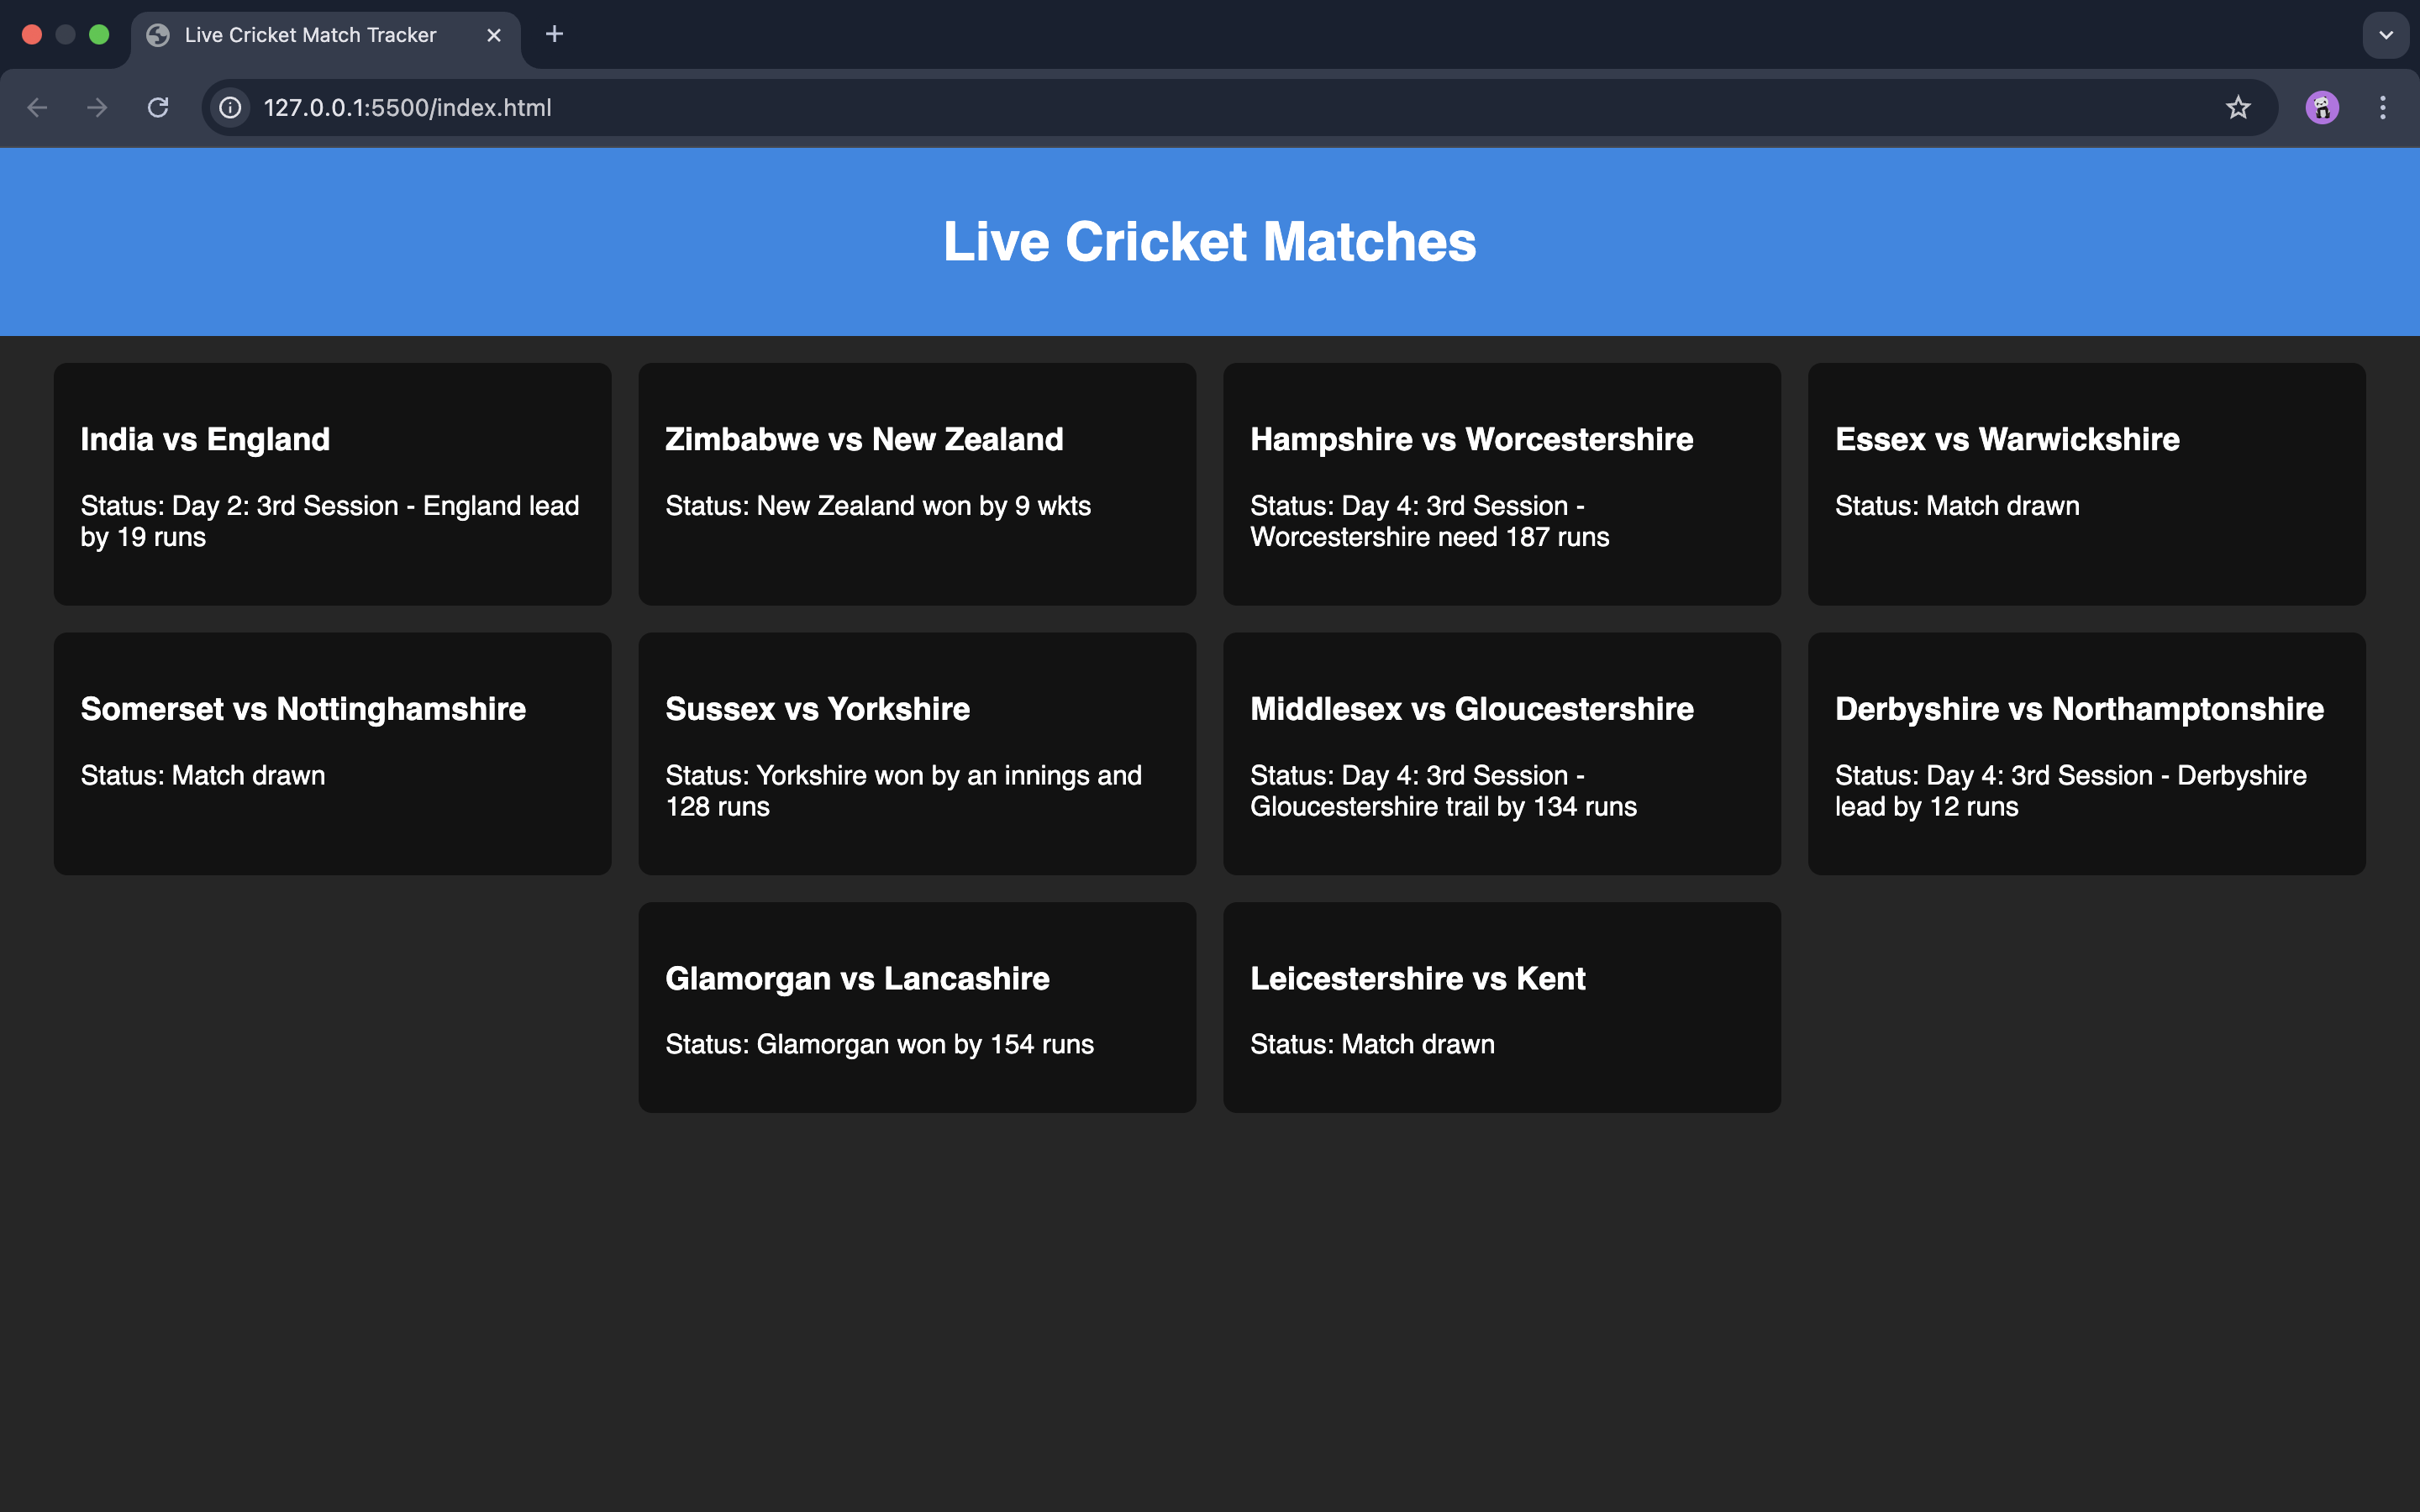 Live Cricket Match Tracker
127.0.0.1:5500/index.html
Live Cricket Matches
India vs England
Status: Day 2: 3rd Session - England lead
by 19 runs
Zimbabwe vs New Zealand
Status: New Zealand won by 9 wkts
Hampshire vs Worcestershire
Status: Day 4: 3rd Session -
Worcestershire need 187 runs
Essex vs Warwickshire
Status: Match drawn
Somerset vs Nottinghamshire
Status: Match drawn
Sussex vs Yorkshire
Status: Yorkshire won by an innings and
128 runs
Middlesex vs Gloucestershire
Status: Day 4: 3rd Session -
Gloucestershire trail by 134 runs
Derbyshire vs Northamptonshire
Status: Day 4: 3rd Session - Derbyshire
lead by 12 runs
Glamorgan vs Lancashire
Status: Glamorgan won by 154 runs
Leicestershire vs Kent
Status: Match drawn